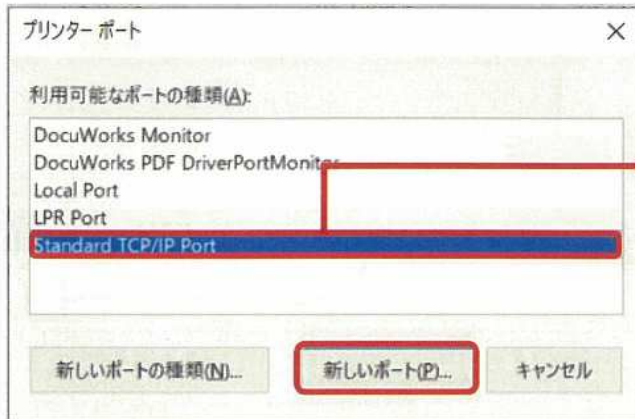 プリンター ポート
利用可能なポートの種類(A):
DocuWorks Monitor
DocuWorks PDF DriverPortMonitor
Local Port
LPR Port
Standard TCP/IP Port
新しいポートの種類(N)... 新しいポート(P)... キャンセル